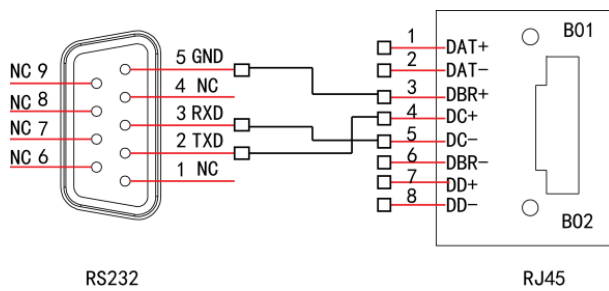 5 GND
NC 9
4 NC
NC 8
3 RXD
NC 7
2 TXD
NC 6
1 NC
RS232
1 DAT+
2 DAT-
3 DBR+
4 DC+
5 DC-
6 DBR-
7 DD+
8 DD-
B01
B02
RJ45